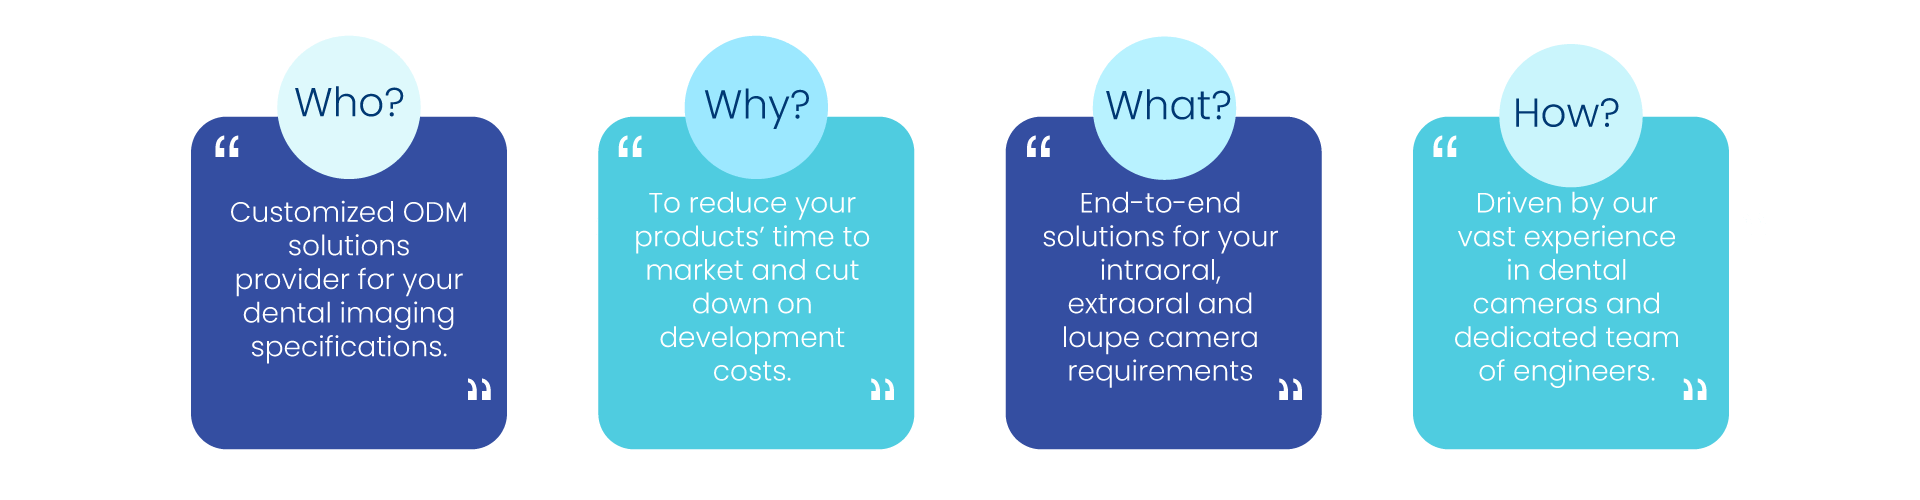 Who?
“
Customized ODM
solutions
provider for your
dental imaging
specifications.
”
Why?
“
To reduce your
products’ time to
market and cut
down on
development
costs.
”
What?
“
End-to-end
solutions for your
intraoral,
extraoral and
loupe camera
requirements
”
How?
“
Driven by our
vast experience
in dental
cameras and
dedicated team
of engineers.
”